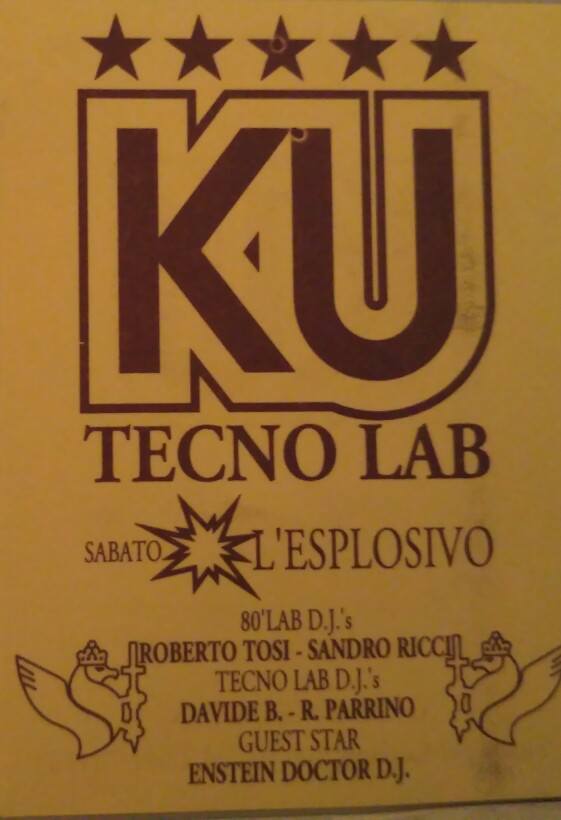 KU
TECNO LAB
SABATO L'ESPLOSIVO
80'LAB D.J.'s
ROBERTO TOSI - SANDRO RICCI
TECNO LAB D.J.'s
DAVIDE B. - R. PARRINO
GUEST STAR
ENSTEIN DOCTOR D.J.